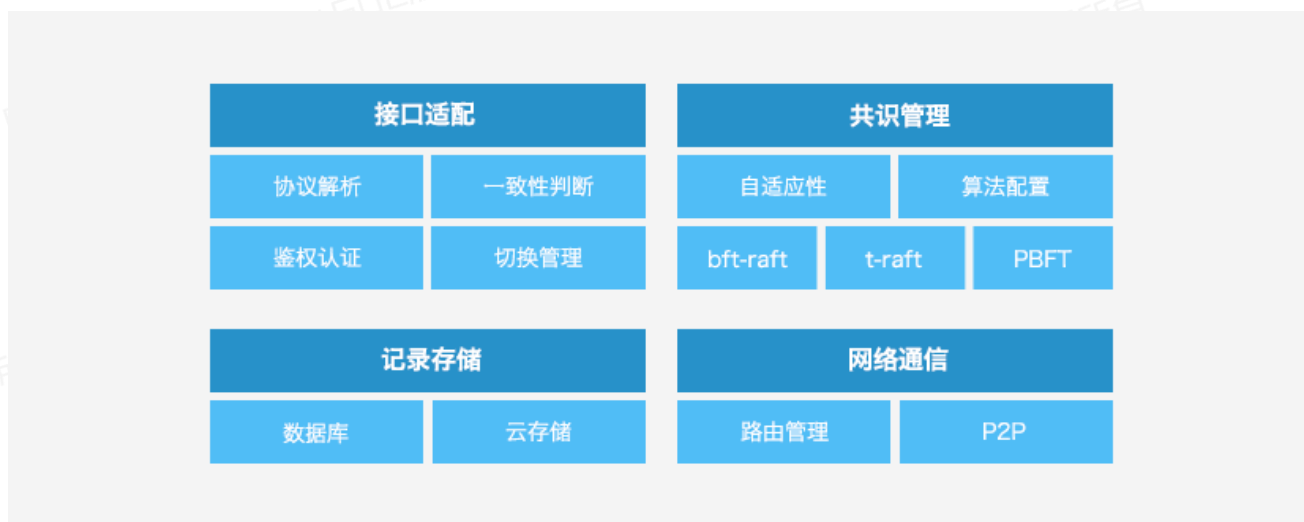 接口适配
协议解析 一致性判断
鉴权认证 切换管理
共识管理
自适应性 算法配置
bft-raft t-raft PBFT
记录存储
数据库 云存储
网络通信
路由管理 P2P